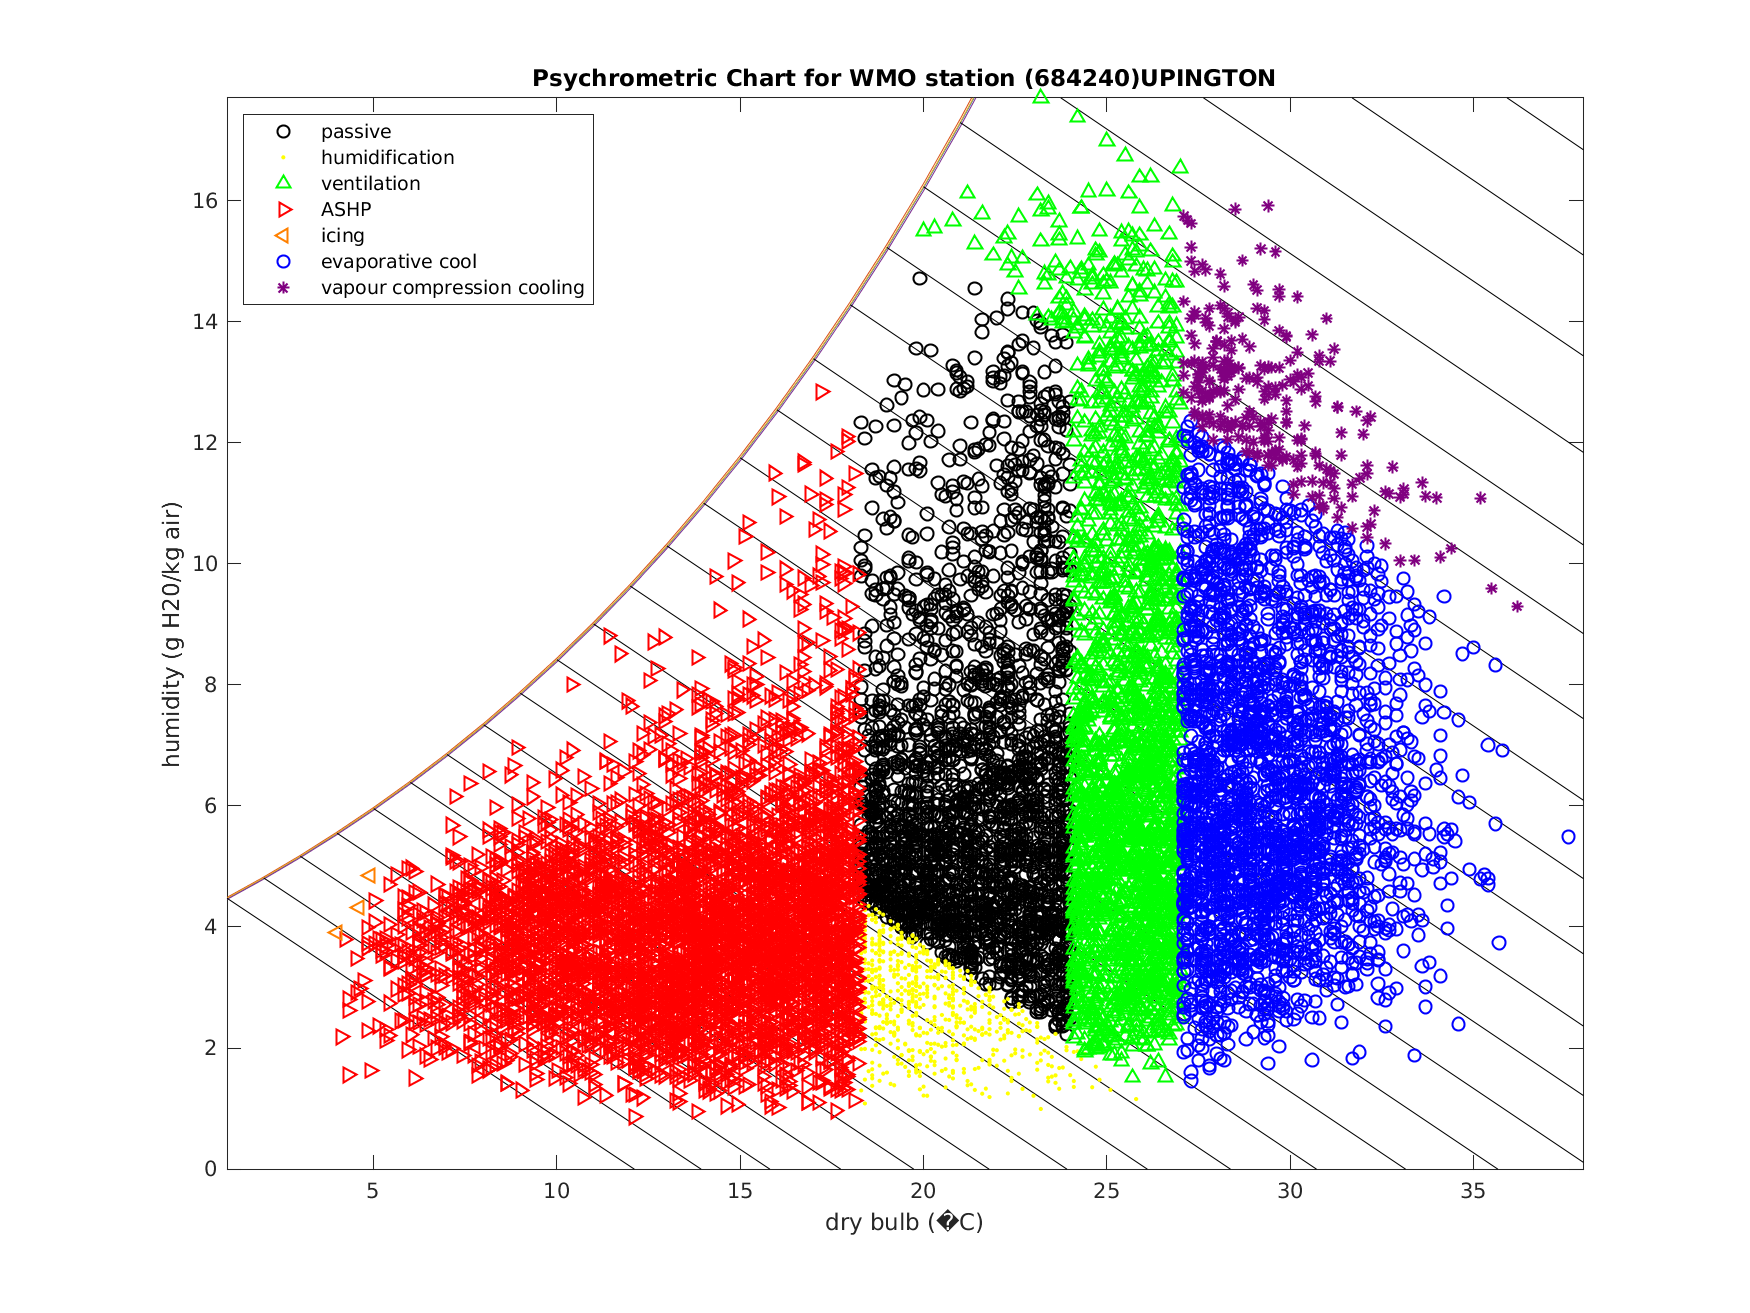 Psychrometric Chart for WMO station (684240)UPINGTON
passive
humidification
ventilation
ASHP
icing
evaporative cool
vapour compression cooling
humidity (g H20/kg air)
16
14
12
10
8
6
4
2
0
5
10
15
20
25
30
35
dry bulb (�C)